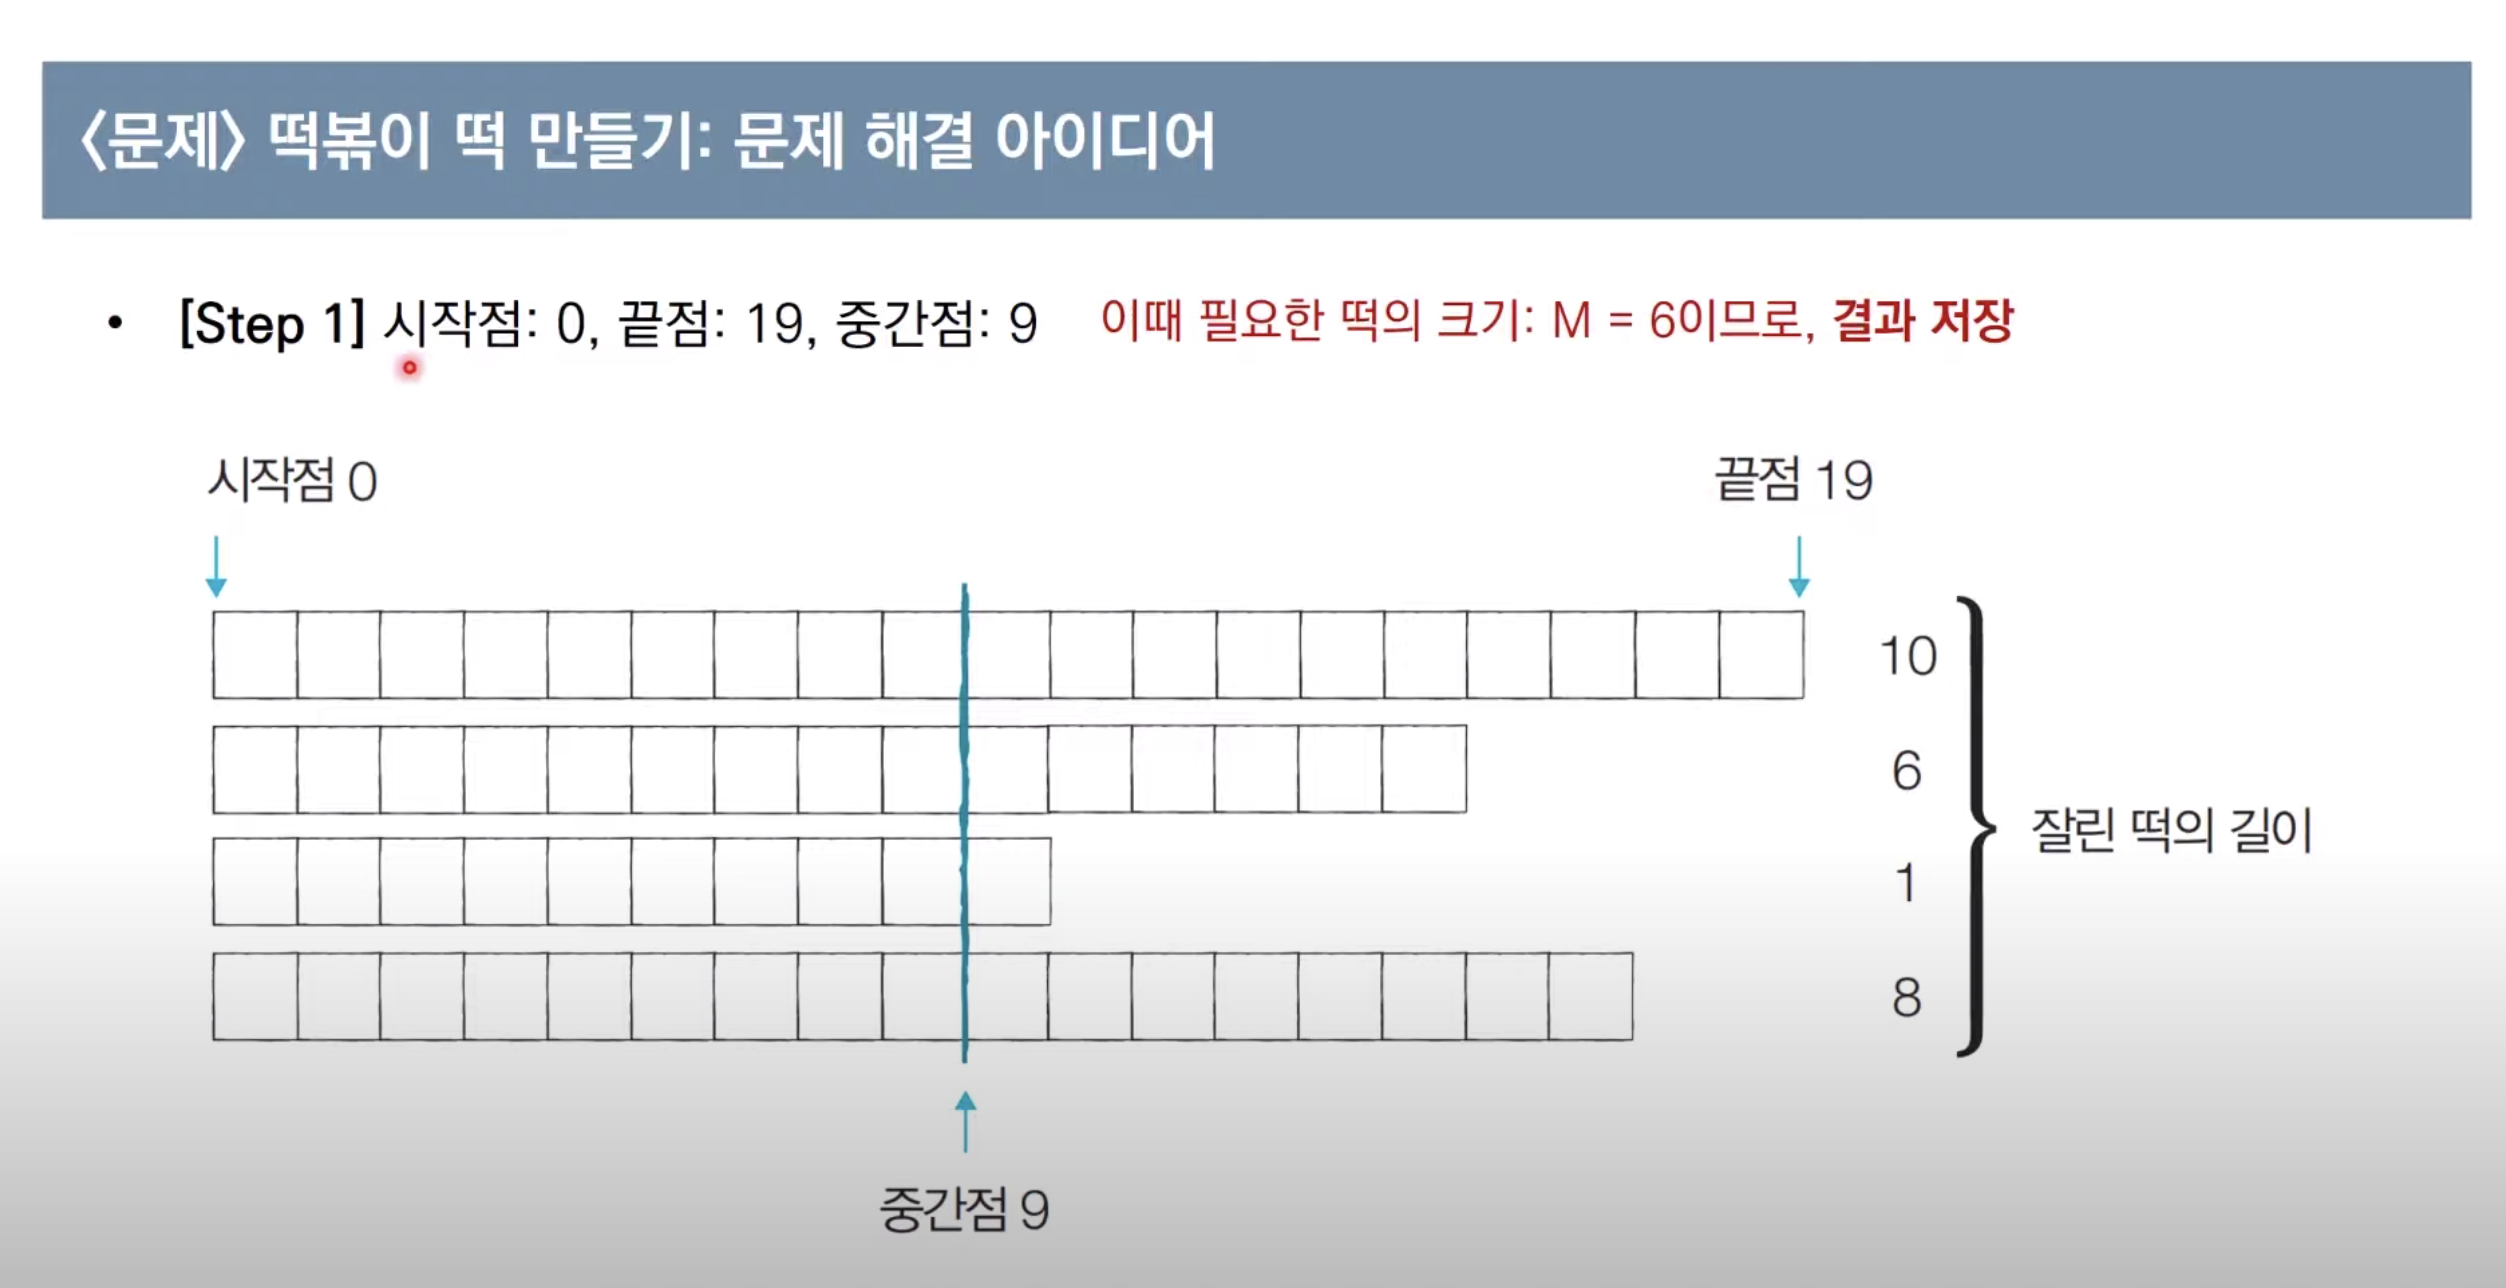 〈문제〉 떡볶이 떡 만들기: 문제 해결 아이디어
• [Step 1] 시작점: 0, 끝점: 19, 중간점: 9 이때 필요한 떡의 크기: M = 6이므로, 결과 저장
시작점 0 끝점 19
10
6
잘린 떡의 길이
1
8
중간점 9